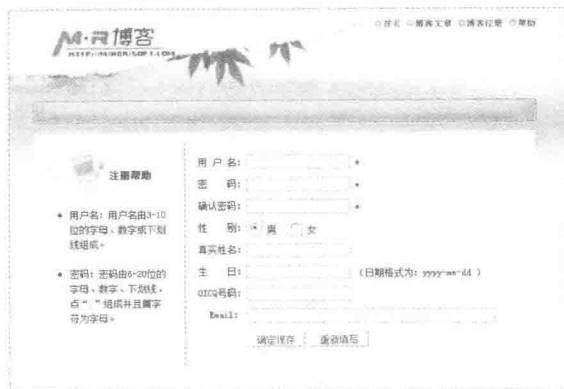 首页 博客文章 博客相册 帮助
M·R博客
HTTP://MINGRISOFT.COM
注册帮助
• 用户名：用户名由3-10
位的字母、数字或下划
线组成。
• 密码：密码由6-20位的
字母、数字、下划线、
点“.”组成并且首字
符为字母。
用 户 名： *
密 码： *
确认密码： *
性 别： 男 女
真实姓名：
生 日： (日期格式为：yyyy-mm-dd )
OICQ号码：
Email：
确定保存 重新填写